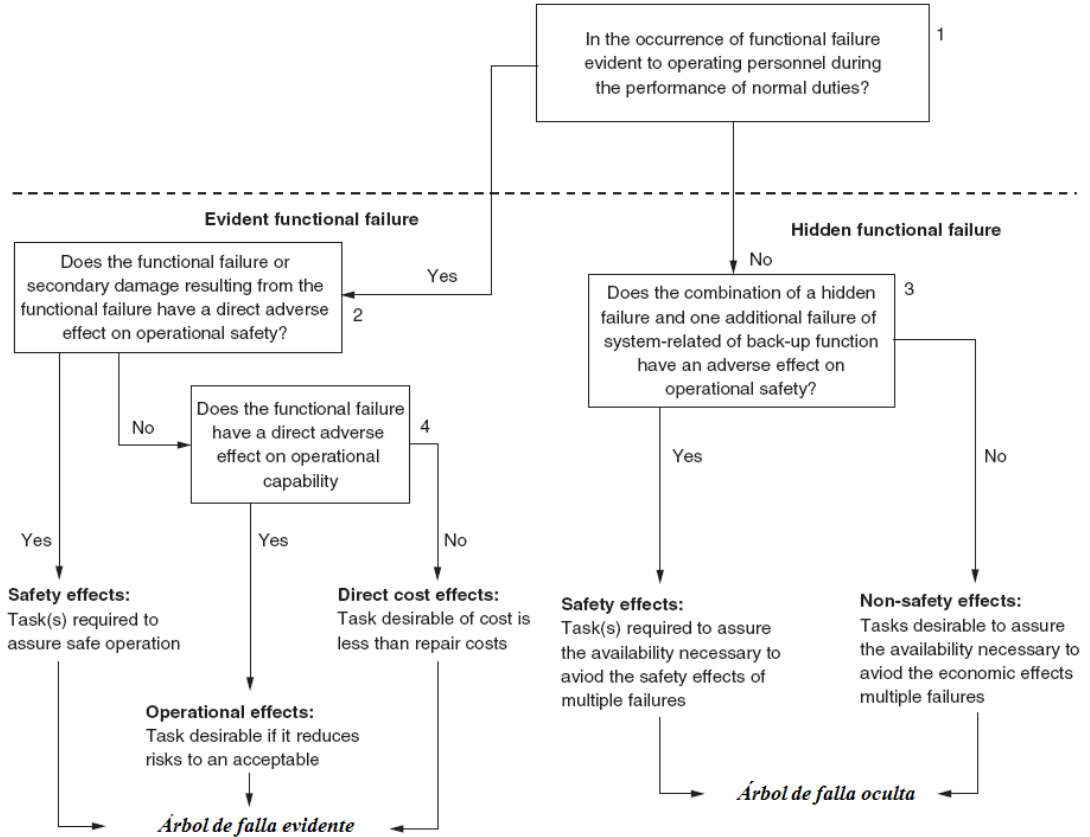 In the occurrence of functional failure
evident to operating personnel during
the performance of normal duties?
1
Evident functional failure
Hidden functional failure
Yes
No
Does the functional failure or
secondary damage resulting from the
functional failure have a direct adverse
effect on operational safety?
2
Does the combination of a hidden
failure and one additional failure of
system-related of back-up function
have an adverse effect on
operational safety?
3
No
Does the functional failure
have a direct adverse
effect on operational
capability
4
Yes
No
Yes
Yes
No
Safety effects:
Task(s) required to
assure safe operation
Direct cost effects:
Task desirable of cost is
less than repair costs
Safety effects:
Task(s) required to assure
the availability necessary to
aviod the safety effects of
multiple failures
Non-safety effects:
Tasks desirable to assure
the availability necessary to
aviod the economic effects
multiple failures
Operational effects:
Task desirable if it reduces
risks to an acceptable
Árbol de falla evidente
Árbol de falla oculta